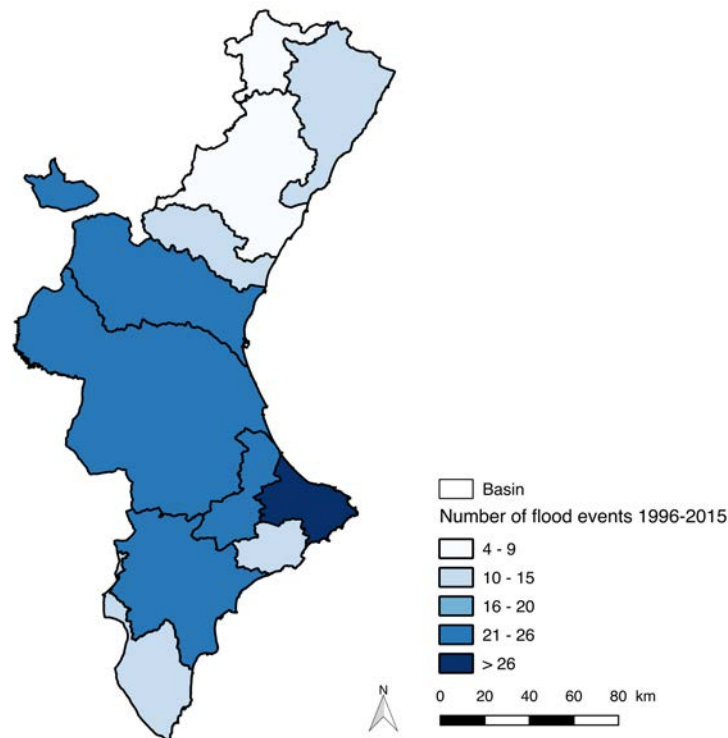 Basin
Number of flood events 1996-2015
4 - 9
10 - 15
16 - 20
21 - 26
> 26
N
0 20 40 60 80 km